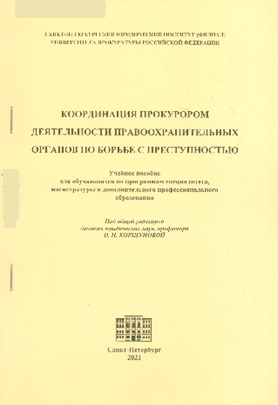 САНКТ-ПЕТЕРБУРГСКИЙ ЮРИДИЧЕСКИЙ ИНСТИТУТ (ФИЛИАЛ)
УНИВЕРСИТЕТА ПРОКУРАТУРЫ РОССИЙСКОЙ ФЕДЕРАЦИИ
КООРДИНАЦИЯ ПРОКУРОРОМ
ДЕЯТЕЛЬНОСТИ ПРАВООХРАНИТЕЛЬНЫХ
ОРГАНОВ ПО БОРЬБЕ С ПРЕСТУПНОСТЬЮ
Учебное пособие
для обучающихся по программам специалитета,
магистратуры и дополнительного профессионального
образования
Под общей редакцией
доктора юридических наук, профессора
О. Н. КОРШУНОВОЙ
Санкт-Петербург
2021